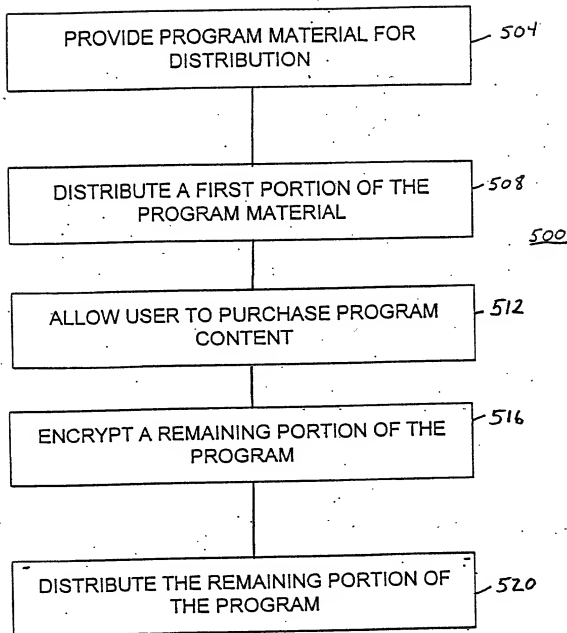 PROVIDE PROGRAM MATERIAL FOR
DISTRIBUTION
504
DISTRIBUTE A FIRST PORTION OF THE
PROGRAM MATERIAL
508
500
ALLOW USER TO PURCHASE PROGRAM
CONTENT
512
ENCRYPT A REMAINING PORTION OF THE
PROGRAM
516
DISTRIBUTE THE REMAINING PORTION OF
THE PROGRAM
520